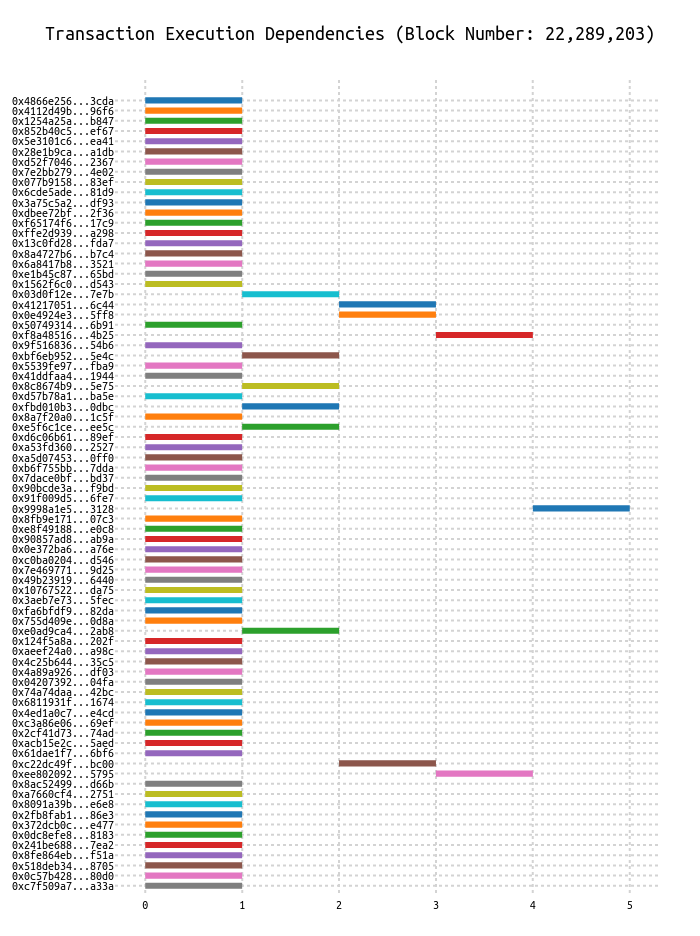 Transaction Execution Dependencies (Block Number: 22,289,203)
0x4866e256...3cda
0x4112d49b...96f6
0x1254a25a...b847
0x852b40c5...ef67
0x5e3101c6...ea41
0x28e1b9ca...a1db
0xd52f7046...2367
0x7e2bb279...4e02
0x077b9158...83ef
0x6cde5ade...81d9
0x3a75c5a2...df93
0xdbee72bf...2f36
0xf65174f6...17c9
0xffe2d939...a298
0x13c0fd28...fda7
0x8a4727b6...b7c4
0x6a8417b8...3521
0xe1b45c87...65bd
0x1562f6c0...d543
0x03d0f12e...7e7b
0x41217051...6c44
0x0e4924e3...5ff8
0x50749314...6b91
0xf8a48516...4b25
0x9f516836...54b6
0xbf6eb952...5e4c
0x5539fe97...fba9
0x41ddfaa4...1944
0x8c8674b9...5e75
0xd57b78a1...ba5e
0xfbd010b3...0dbc
0x8a7f20a0...1c5f
0xe5f6c1ce...ee5c
0xd6c06b61...89ef
0xa53fd360...2527
0xa5d07453...0ff0
0xb6f755bb...7dda
0x7dace0bf...bd37
0x90bcde3a...f9bd
0x91f009d5...6fe7
0x9998a1e5...3128
0x8fb9e171...07c3
0xe8f49188...e0c8
0x90857ad8...ab9a
0x0e372ba6...a76e
0xc0ba0204...d546
0x7e469771...9d25
0x49b23919...6440
0x10767522...da75
0x3aeb7e73...5fec
0xfa6bfdf9...82da
0x755d409e...0d8a
0xe0ad9ca4...2ab8
0x124f5a8a...202f
0xaeef24a0...a98c
0x4c25b644...35c5
0x4a89a926...df03
0x04207392...04fa
0x74a74daa...42bc
0x6811931f...1674
0x4ed1a0c7...e4cd
0xc3a86e06...69ef
0x2cf41d73...74ad
0xacb15e2c...5aed
0x61dae1f7...6bf6
0xc22dc49f...bc00
0xee802092...5795
0x8ac52499...d66b
0xa7660cf4...2751
0x8091a39b...e6e8
0x2fb8fab1...86e3
0x372dcb0c...e477
0x0dc8efe8...8183
0x241be688...7ea2
0x8fe864eb...f51a
0x518deb34...8705
0x0c57b428...80d0
0xc7f509a7...a33a
0 1 2 3 4 5